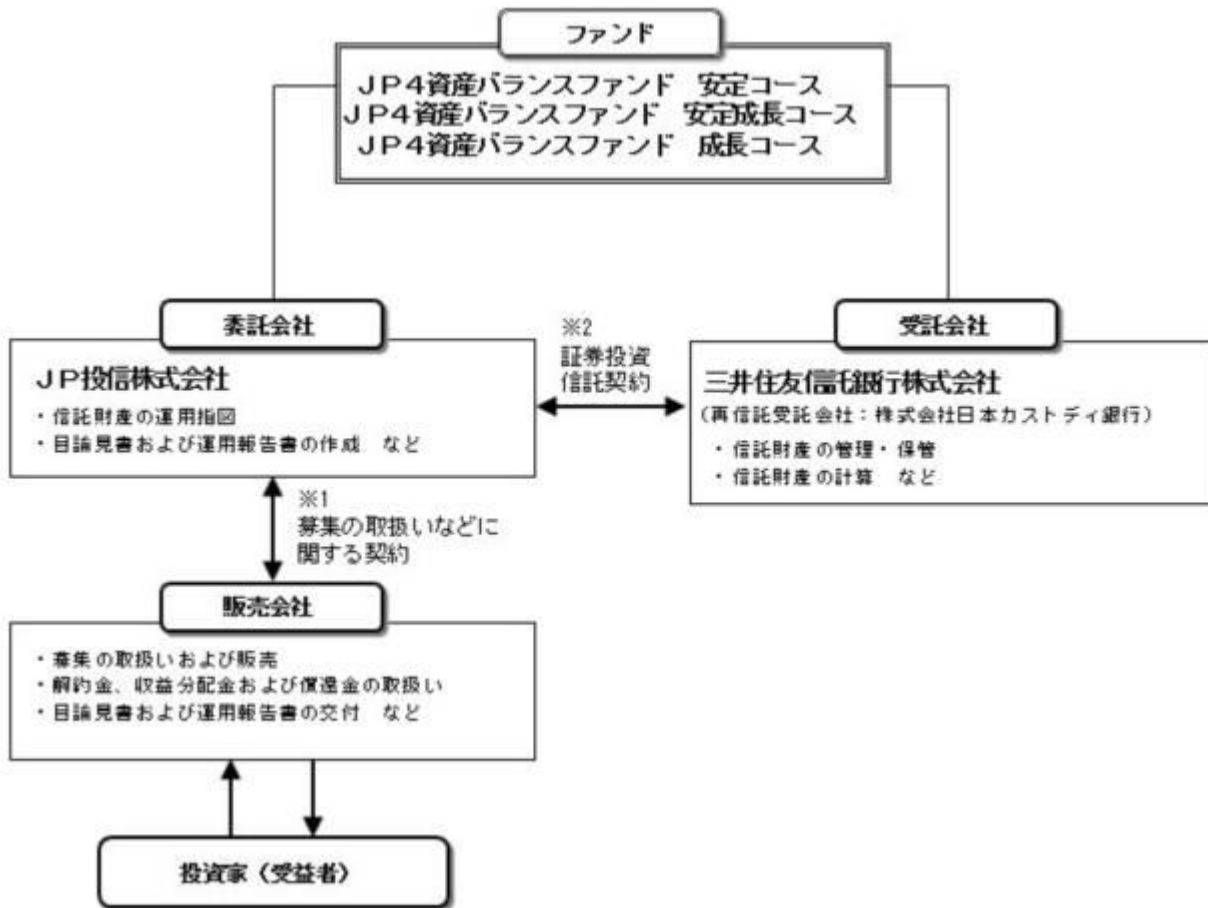 ファンド
JP4資産バランスファンド 安定コース
JP4資産バランスファンド 安定成長コース
JP4資産バランスファンド 成長コース
委託会社
JP投信株式会社
・信託財産の運用指図
・目論見書および運用報告書の作成 など
※2
証券投資
信託契約
受託会社
三井住友信託銀行株式会社
(再信託受託会社:株式会社日本カストディ銀行)
・信託財産の管理・保管
・信託財産の計算 など
※1
募集の取扱いなどに
関する契約
販売会社
・募集の取扱いおよび販売
・解約金、収益分配金および償還金の取扱い
・目論見書および運用報告書の交付 など
投資家(受益者)